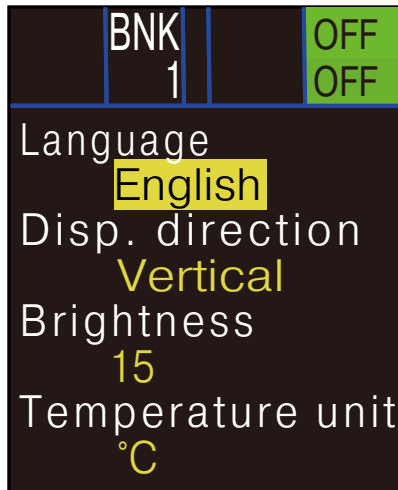 BNK OFF
1 OFF
Language
English
Disp. direction
Vertical
Brightness
15
Temperature unit
°C